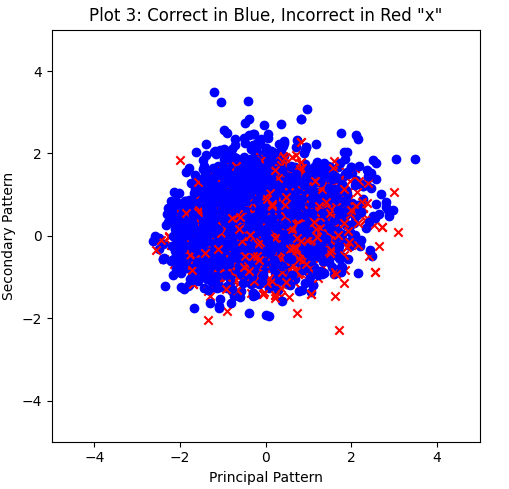 Plot 3: Correct in Blue, Incorrect in Red "x"
4
2
0
−2
−4
Secondary Pattern
−4 −2 0 2 4
Principal Pattern